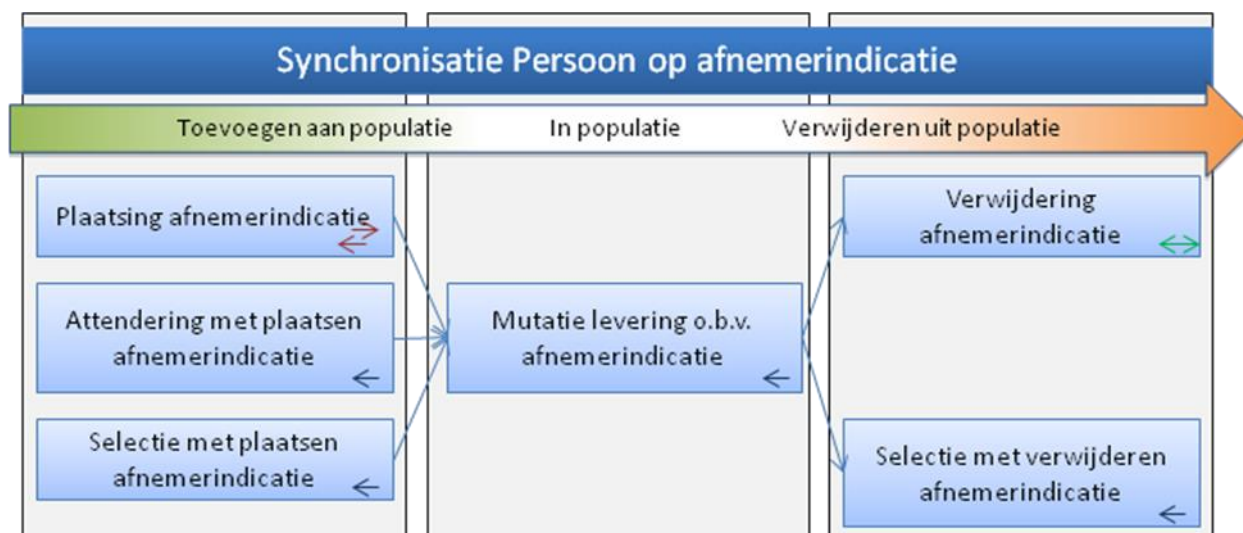 Synchronisatie Persoon op afnemerindicatie
Toevoegen aan populatie
In populatie
Verwijderen uit populatie
Plaatsing afnemerindicatie
Attendering met plaatsen
afnemerindicatie
Selectie met plaatsen
afnemerindicatie
Mutatie levering o.b.v.
afnemerindicatie
Verwijdering
afnemerindicatie
Selectie met verwijderen
afnemerindicatie